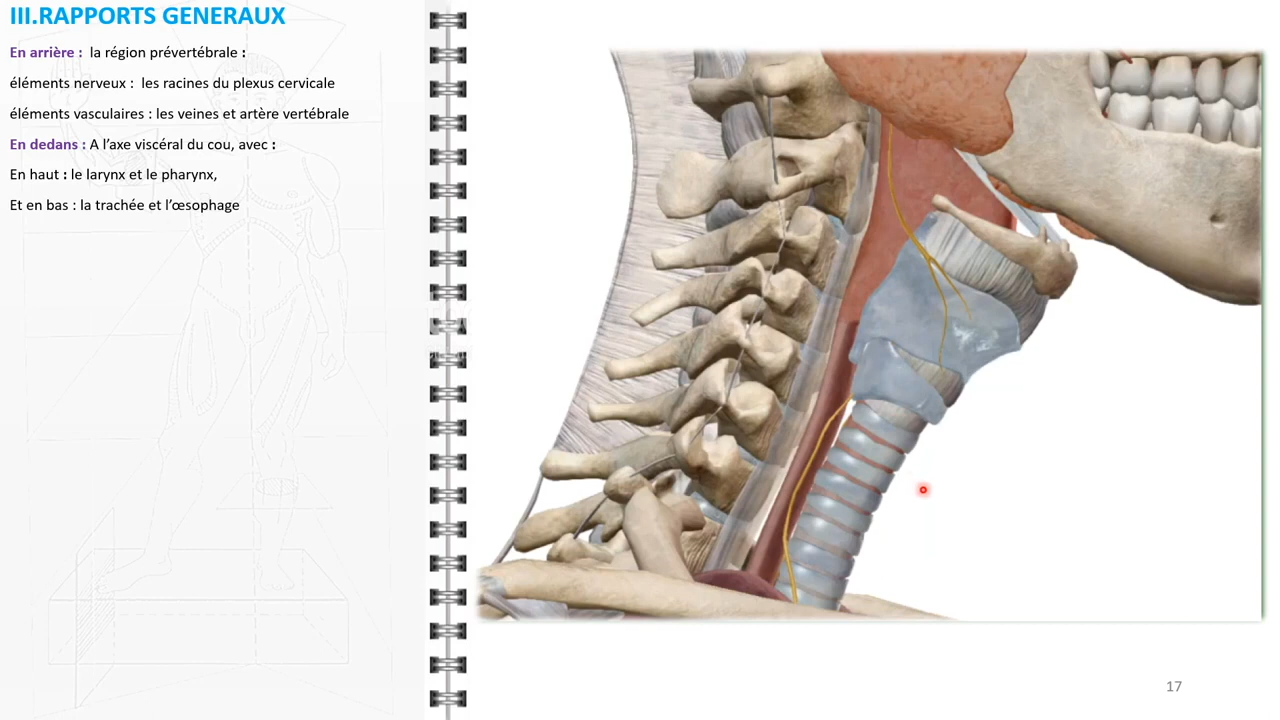 III.RAPPORTS GENERAUX
En arrière :  la région prévertébrale :
éléments nerveux :  les racines du plexus cervicale
éléments vasculaires : les veines et artère vertébrale
En dedans : A l’axe viscéral du cou, avec :
En haut : le larynx et le pharynx,
Et en bas : la trachée et l’œsophage
17